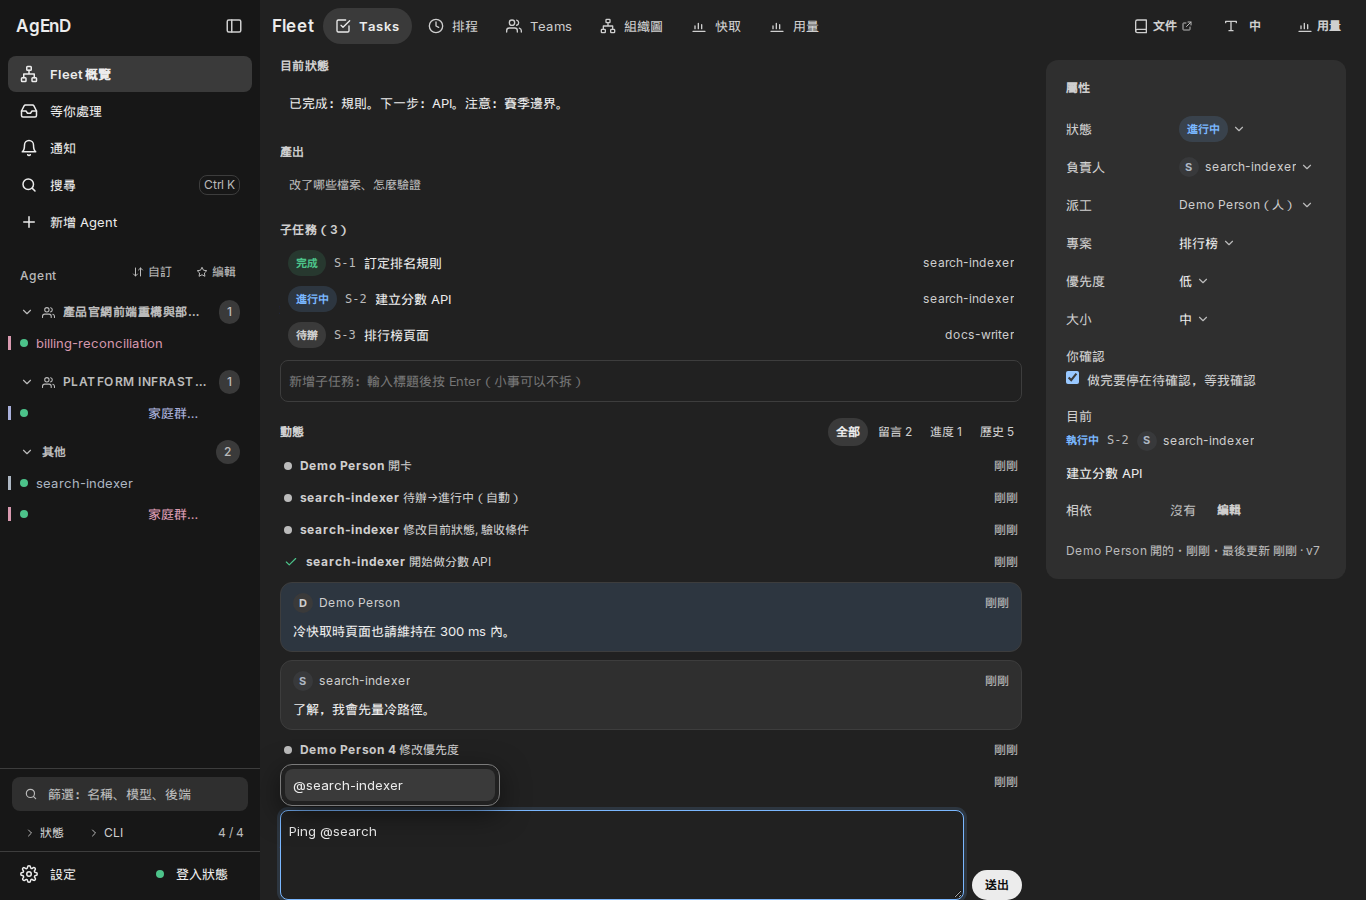 AgEnD
Fleet 概覽
等你處理
通知
搜尋 Ctrl K
新增 Agent
Agent 自訂 編輯
產品官網前端重構與部... 1
billing-reconciliation
PLATFORM INFRAST... 1
家庭群...
其他 2
search-indexer
家庭群...
篩選：名稱、模型、後端
狀態 CLI 4 / 4
設定 登入狀態
Fleet Tasks 排程 Teams 組織圖 快取 用量 文件 中 用量
目前狀態
已完成：規則。下一步：API。注意：賽季邊界。
產出
改了哪些檔案、怎麼驗證
子任務（3）
完成 S-1 訂定排名規則 search-indexer
進行中 S-2 建立分數 API search-indexer
待辦 S-3 排行榜頁面 docs-writer
新增子任務：輸入標題後按 Enter（小事可以不拆）
動態 全部 留言 2 進度 1 歷史 5
Demo Person 開卡 剛剛
search-indexer 待辦→進行中（自動） 剛剛
search-indexer 修改目前狀態, 驗收條件 剛剛
search-indexer 開始做分數 API 剛剛
D Demo Person 剛剛
冷快取時頁面也請維持在 300 ms 內。
S search-indexer 剛剛
了解，我會先量冷路徑。
Demo Person 4 修改優先度 剛剛
剛剛
@search-indexer
Ping @search
送出
屬性
狀態 進行中
負責人 S search-indexer
派工 Demo Person（人）
專案 排行榜
優先度 低
大小 中
你確認
做完要停在待確認，等我確認
目前
執行中 S-2 S search-indexer
建立分數 API
相依 沒有 編輯
Demo Person 開的・剛剛・最後更新 剛剛 · v7